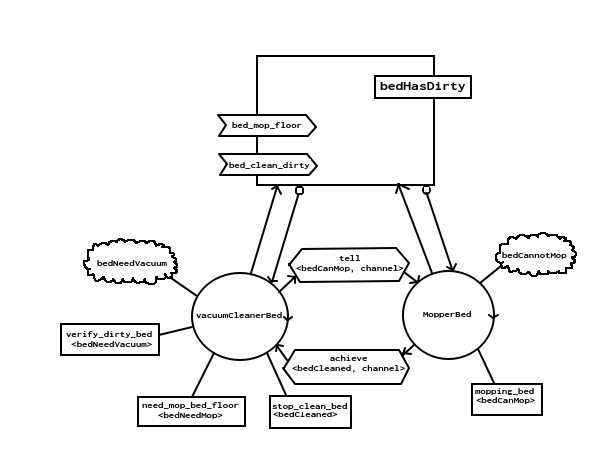 bedHasDirty
bed_mop_floor
bed_clean_dirty
tell
<bedCanMop, channel>
bedNeedVacuum
bedCannotMop
vacuumCleanerBed
MopperBed
verify_dirty_bed
<bedNeedVacuum>
achieve
<bedCleaned, channel>
need_mop_bed_floor
<bedNeedMop>
stop_clean_bed
<bedCleaned>
mopping_bed
<bedCanMop>